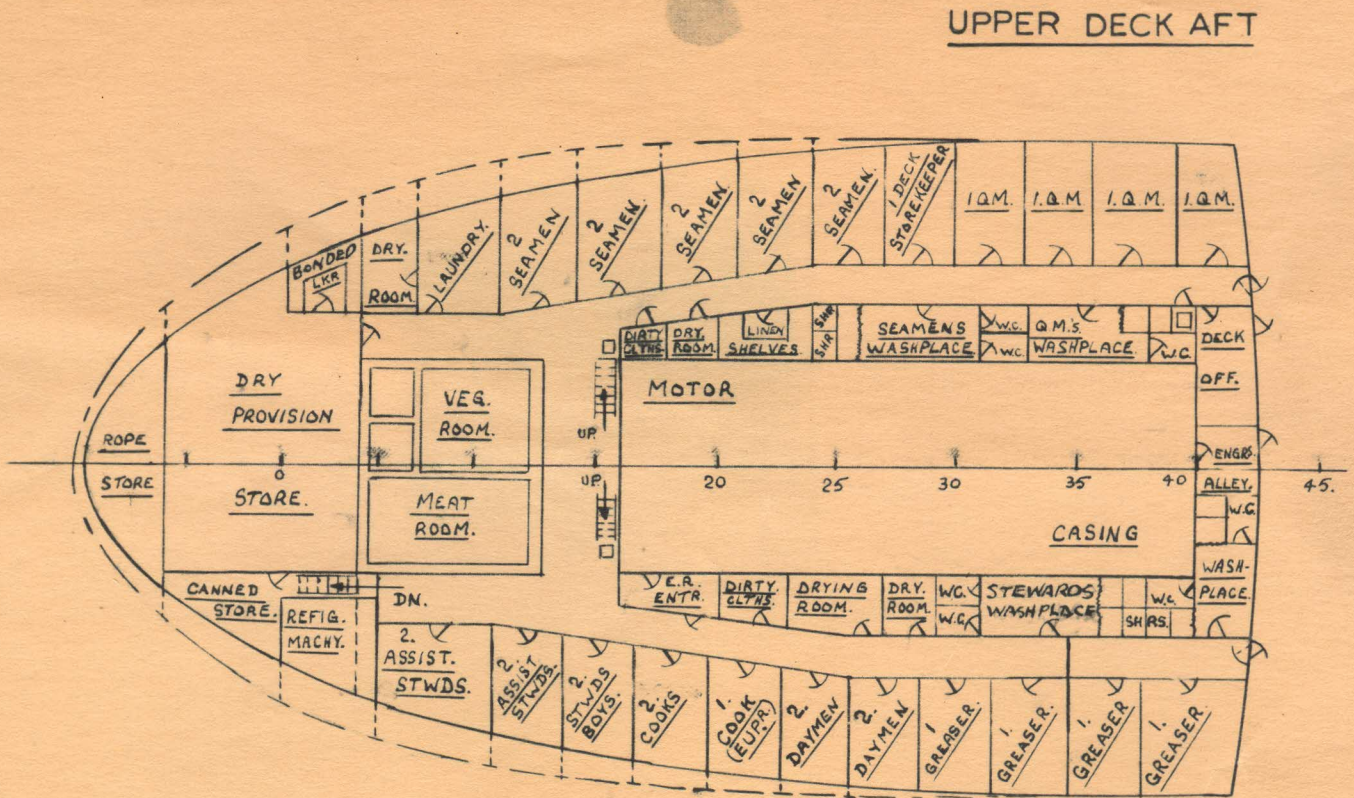 UPPER DECK AFT
BONDED
LKR
DRY.
ROOM.
LAUNDRY.
2
SEAMEN.
2
SEAMEN.
2
SEAMEN
2
SEAMEN
2
SEAMEN.
1 DECK
STOREKEEPER
1 Q.M.
1.Q.M
1. Q.M.
1. Q.M.
DIRTY
CLTHS.
DRY.
ROOM.
LINEN
SHELVES.
SHR
SHR
SEAMENS
WASHPLACE
W.C.
W.C.
Q.M.'s
WASHPLACE.
W.C.
DECK
OFF.
ROPE
STORE
DRY
PROVISION
STORE.
VEG.
ROOM.
MEAT
ROOM.
UP.
UP.
MOTOR
CASING
0
20
25
30
35
40
45.
ENGRS.
ALLEY.
W.C.
WASH-
PLACE.
CANNED
STORE.
REFIG.
MACHY.
DN.
E.R.
ENTR.
DIRTY
CLTHS.
DRYING
ROOM.
DRY.
ROOM
W.C.
W.C.
STEWARDS
WASHPLACE
W.C.
SHRS.
2.
ASSIST.
STWDS.
2.
ASSIST
STWDS.
2.
STWDS
BOYS.
2.
COOKS
1.
COOK
(EUPR.)
2.
DAYMEN
2.
DAYMEN
1
GREASER.
1.
GREASER.
1.
GREASER
1.
GREASER.